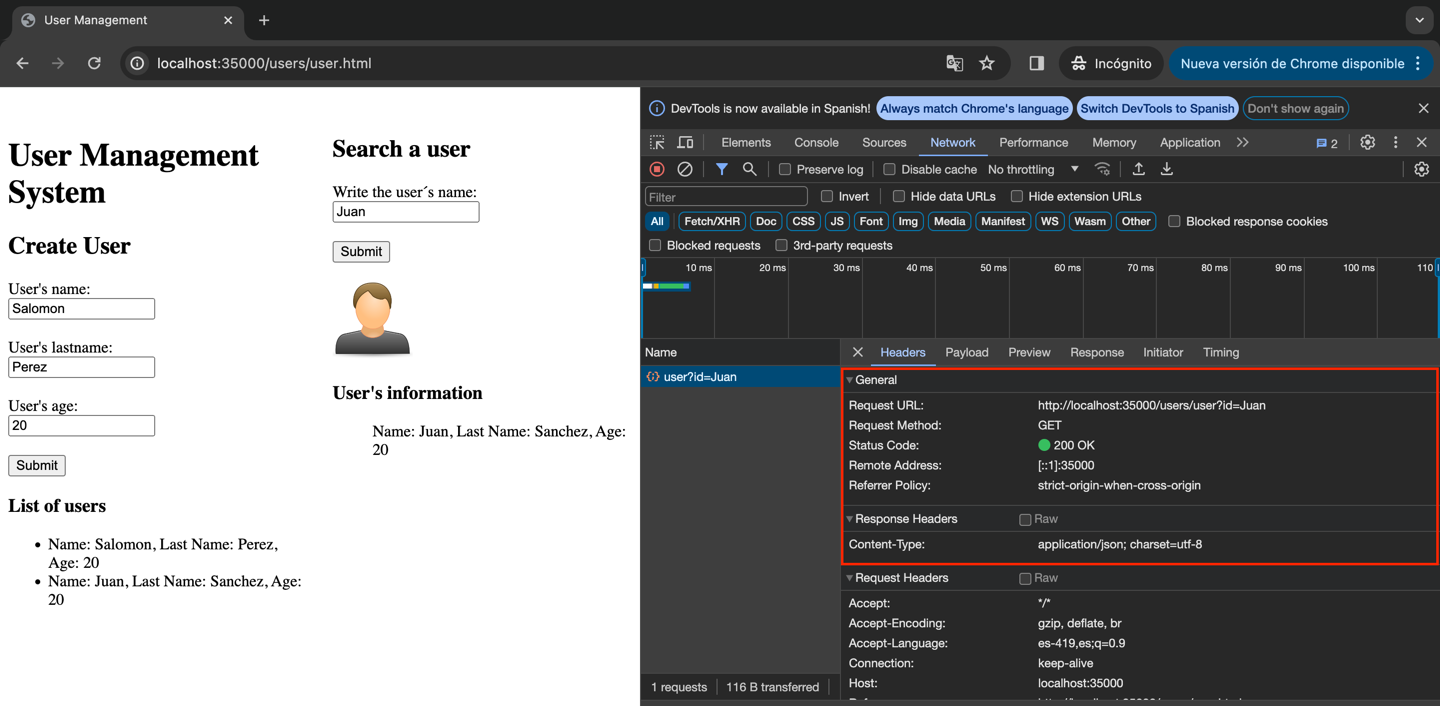 User Management
localhost:35000/users/user.html
Incógnito
Nueva versión de Chrome disponible
User Management
System
Create User
User's name:
Salomon
User's lastname:
Perez
User's age:
20
Submit
List of users
• Name: Salomon, Last Name: Perez,
Age: 20
• Name: Juan, Last Name: Sanchez, Age:
20
Search a user
Write the user´s name:
Juan
Submit
User's information
Name: Juan, Last Name: Sanchez, Age:
20
DevTools is now available in Spanish! Always match Chrome's language Switch DevTools to Spanish Don't show again
Elements Console Sources Network Performance Memory Application 2
Preserve log Disable cache No throttling
Filter Invert Hide data URLs Hide extension URLs
All Fetch/XHR Doc CSS JS Font Img Media Manifest WS Wasm Other Blocked response cookies
Blocked requests 3rd-party requests
10 ms 20 ms 30 ms 40 ms 50 ms 60 ms 70 ms 80 ms 90 ms 100 ms 110
Name
user?id=Juan
Headers Payload Preview Response Initiator Timing
General
Request URL: http://localhost:35000/users/user?id=Juan
Request Method: GET
Status Code: 200 OK
Remote Address: [::1]:35000
Referrer Policy: strict-origin-when-cross-origin
Response Headers Raw
Content-Type: application/json; charset=utf-8
Request Headers Raw
Accept: */*
Accept-Encoding: gzip, deflate, br
Accept-Language: es-419,es;q=0.9
Connection: keep-alive
Host: localhost:35000
1 requests 116 B transferred